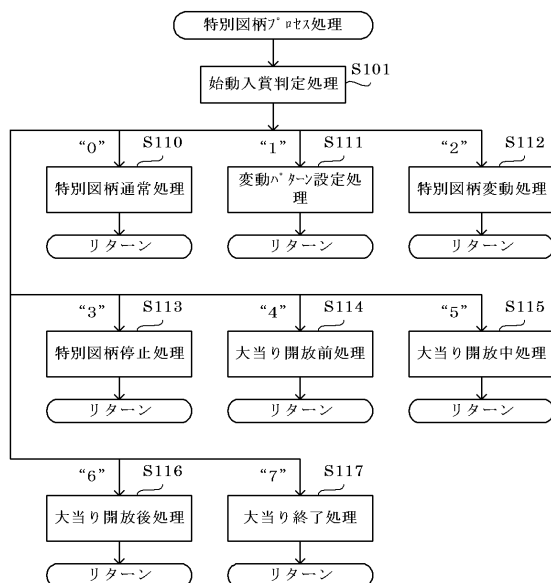 特別図柄プロセス処理
S101
始動入賞判定処理
“0”
S110
“1”
S111
“2”
S112
特別図柄通常処理
変動パターン設定処
理
特別図柄変動処理
リターン
リターン
リターン
“3”
S113
“4”
S114
“5”
S115
特別図柄停止処理
大当り開放前処理
大当り開放中処理
リターン
リターン
リターン
“6”
S116
“7”
S117
大当り開放後処理
大当り終了処理
リターン
リターン